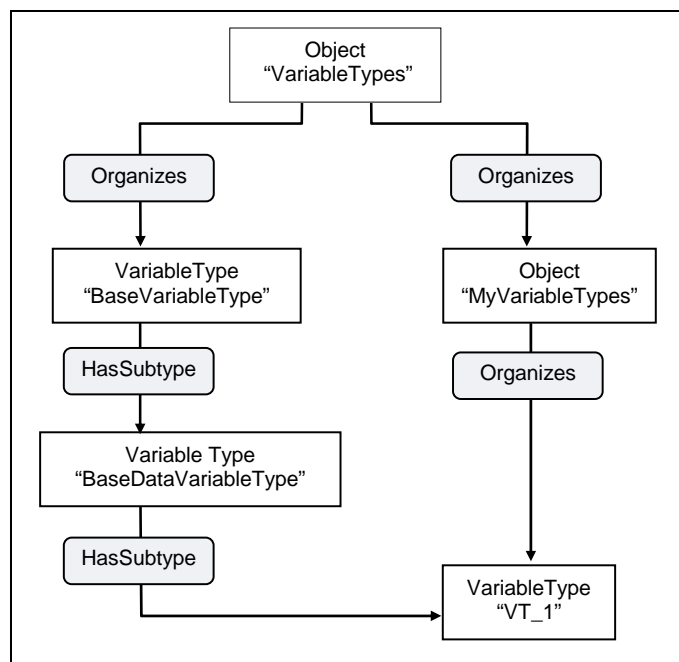 Object
“VariableTypes”
Organizes
Organizes
VariableType
“BaseVariableType”
Object
“MyVariableTypes”
HasSubtype
Organizes
Variable Type
“BaseDataVariableType”
HasSubtype
VariableType
“VT_1”